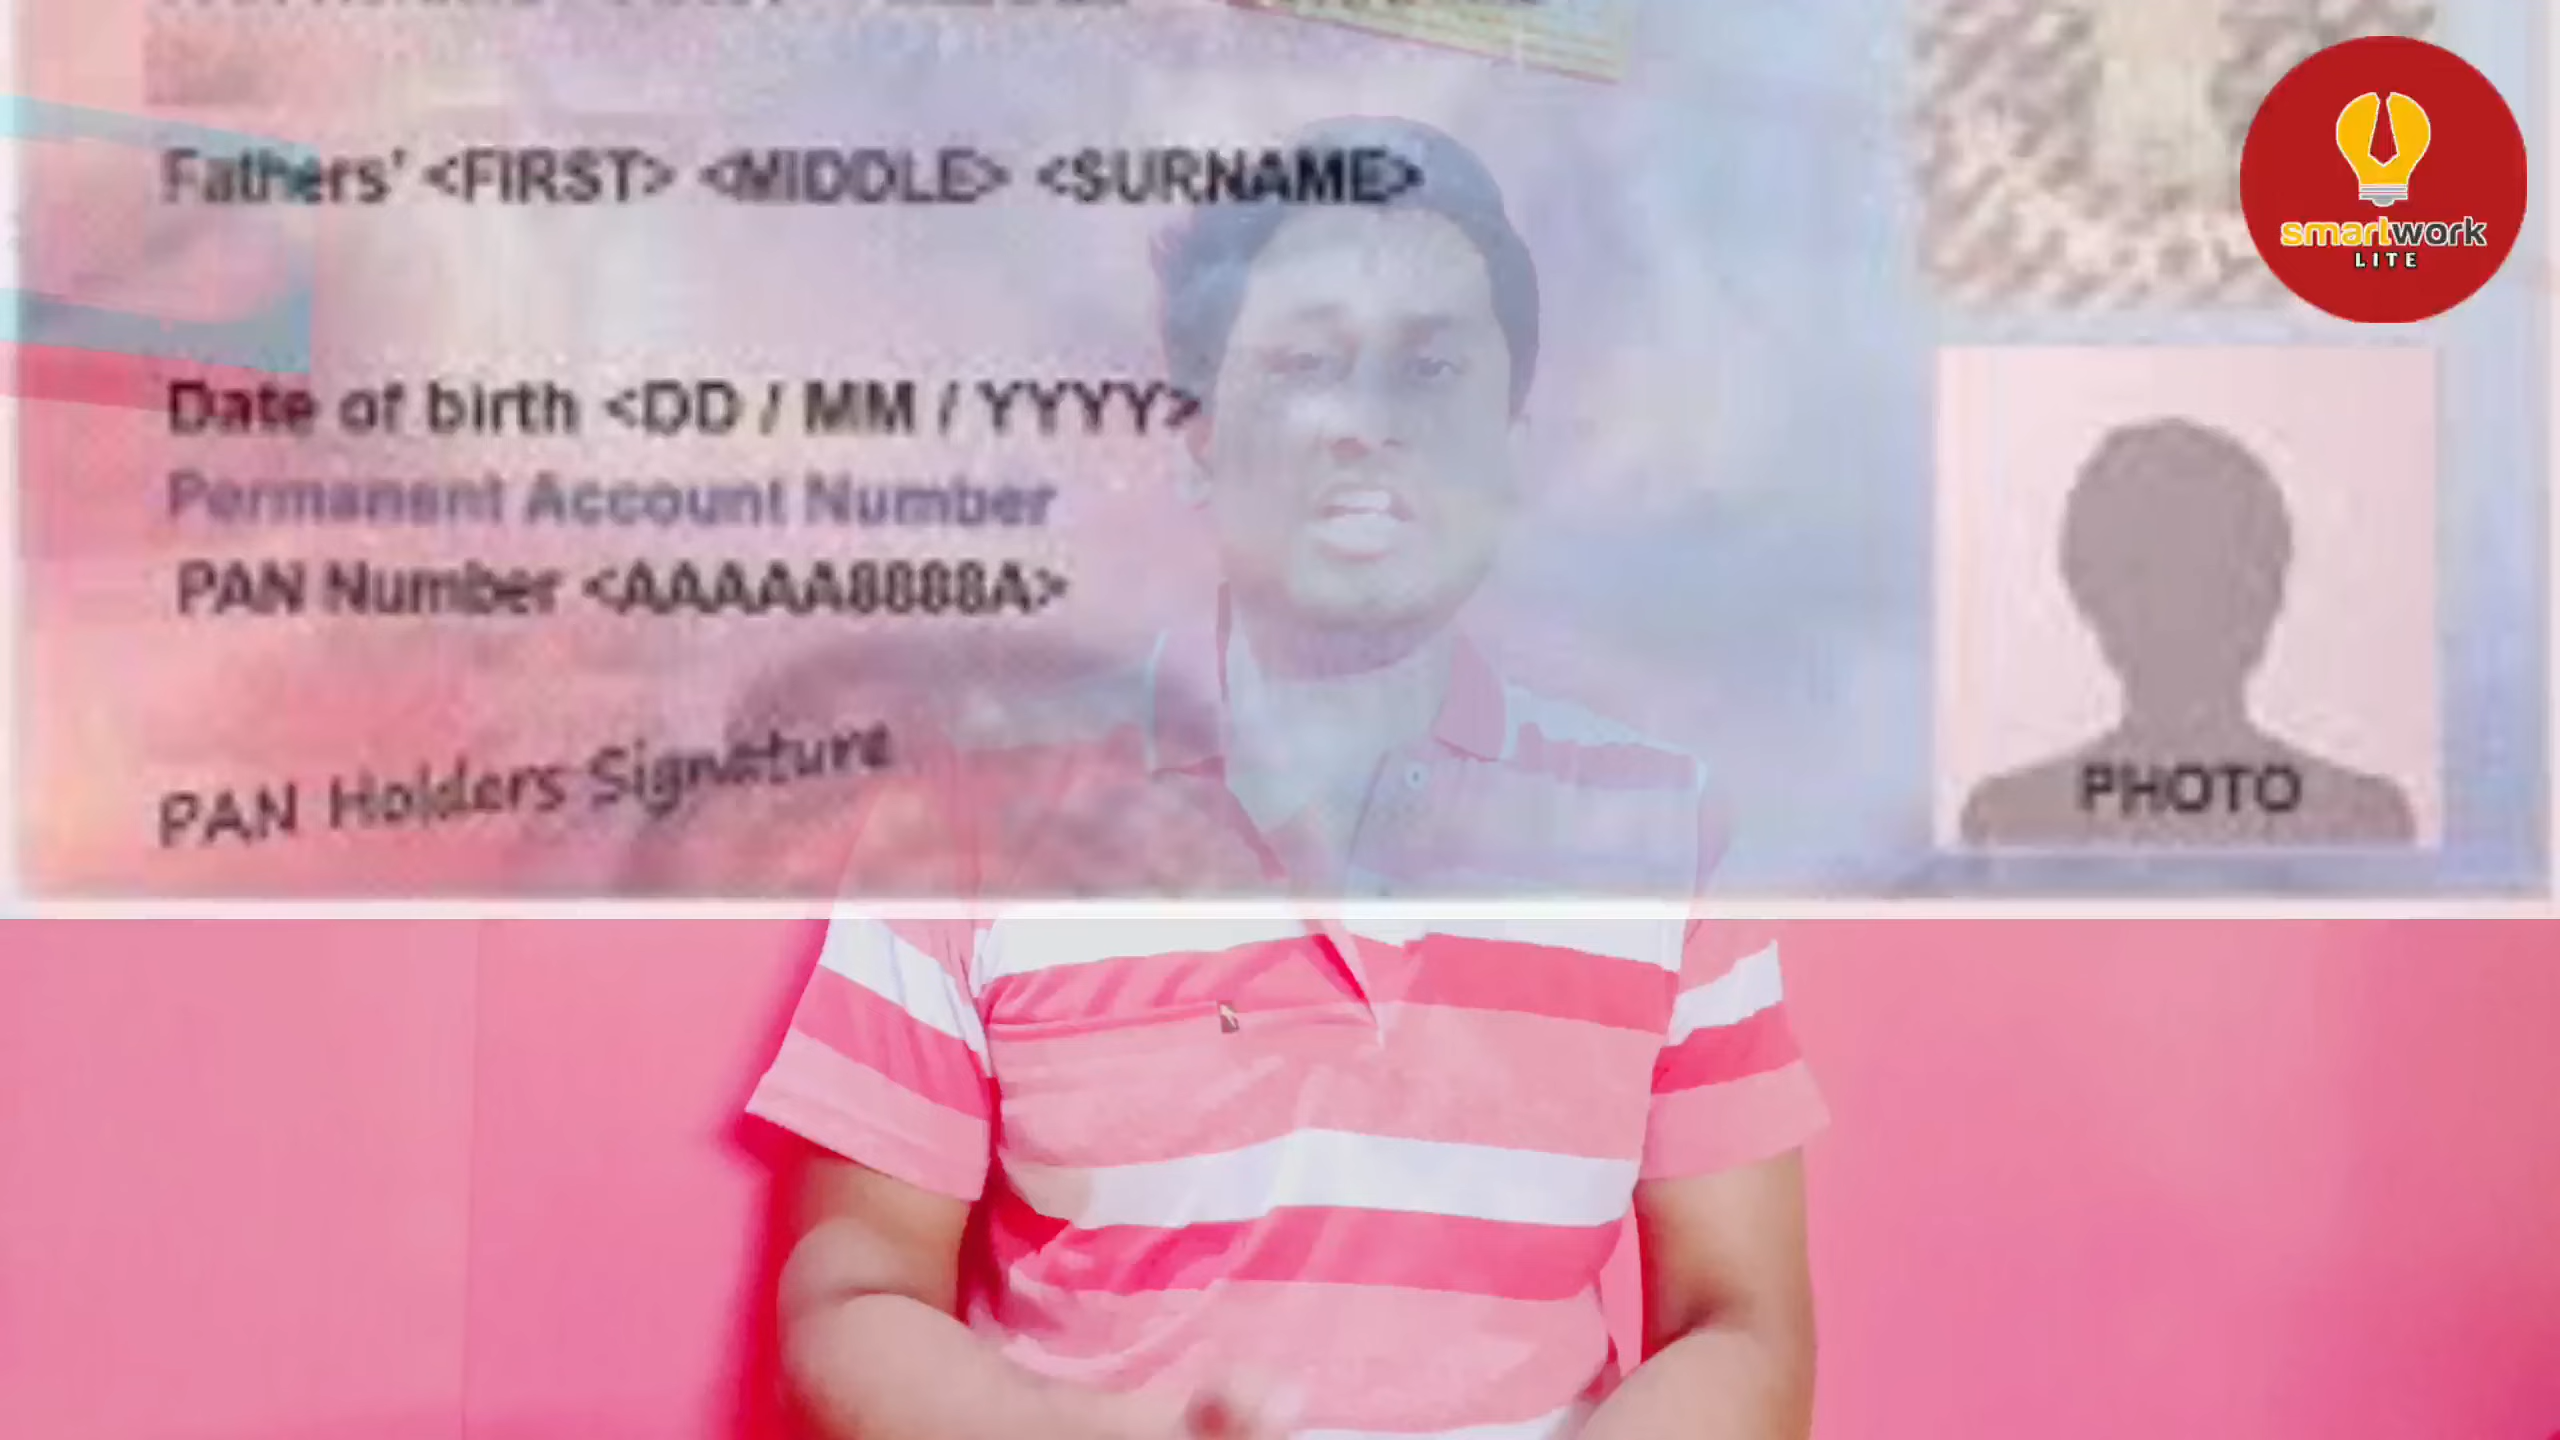 Fathers' <FIRST> <MIDDLE> <SURNAME>
Date of birth <DD / MM / YYYY>
Permanent Account Number
PAN Number <AAAAA8888A>
PAN Holders Signature
PHOTO
smartwork
LITE